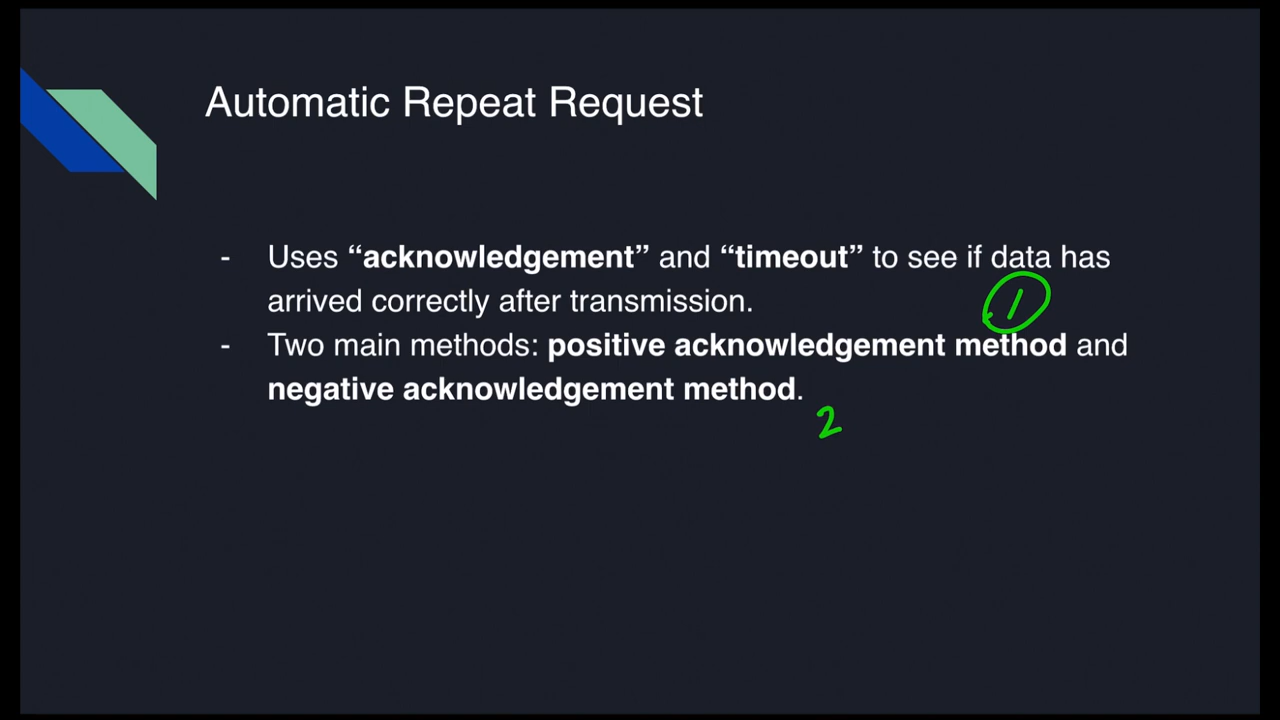 Automatic Repeat Request
- Uses “acknowledgement” and “timeout” to see if data has
arrived correctly after transmission.
1
- Two main methods: positive acknowledgement method and
negative acknowledgement method.
2